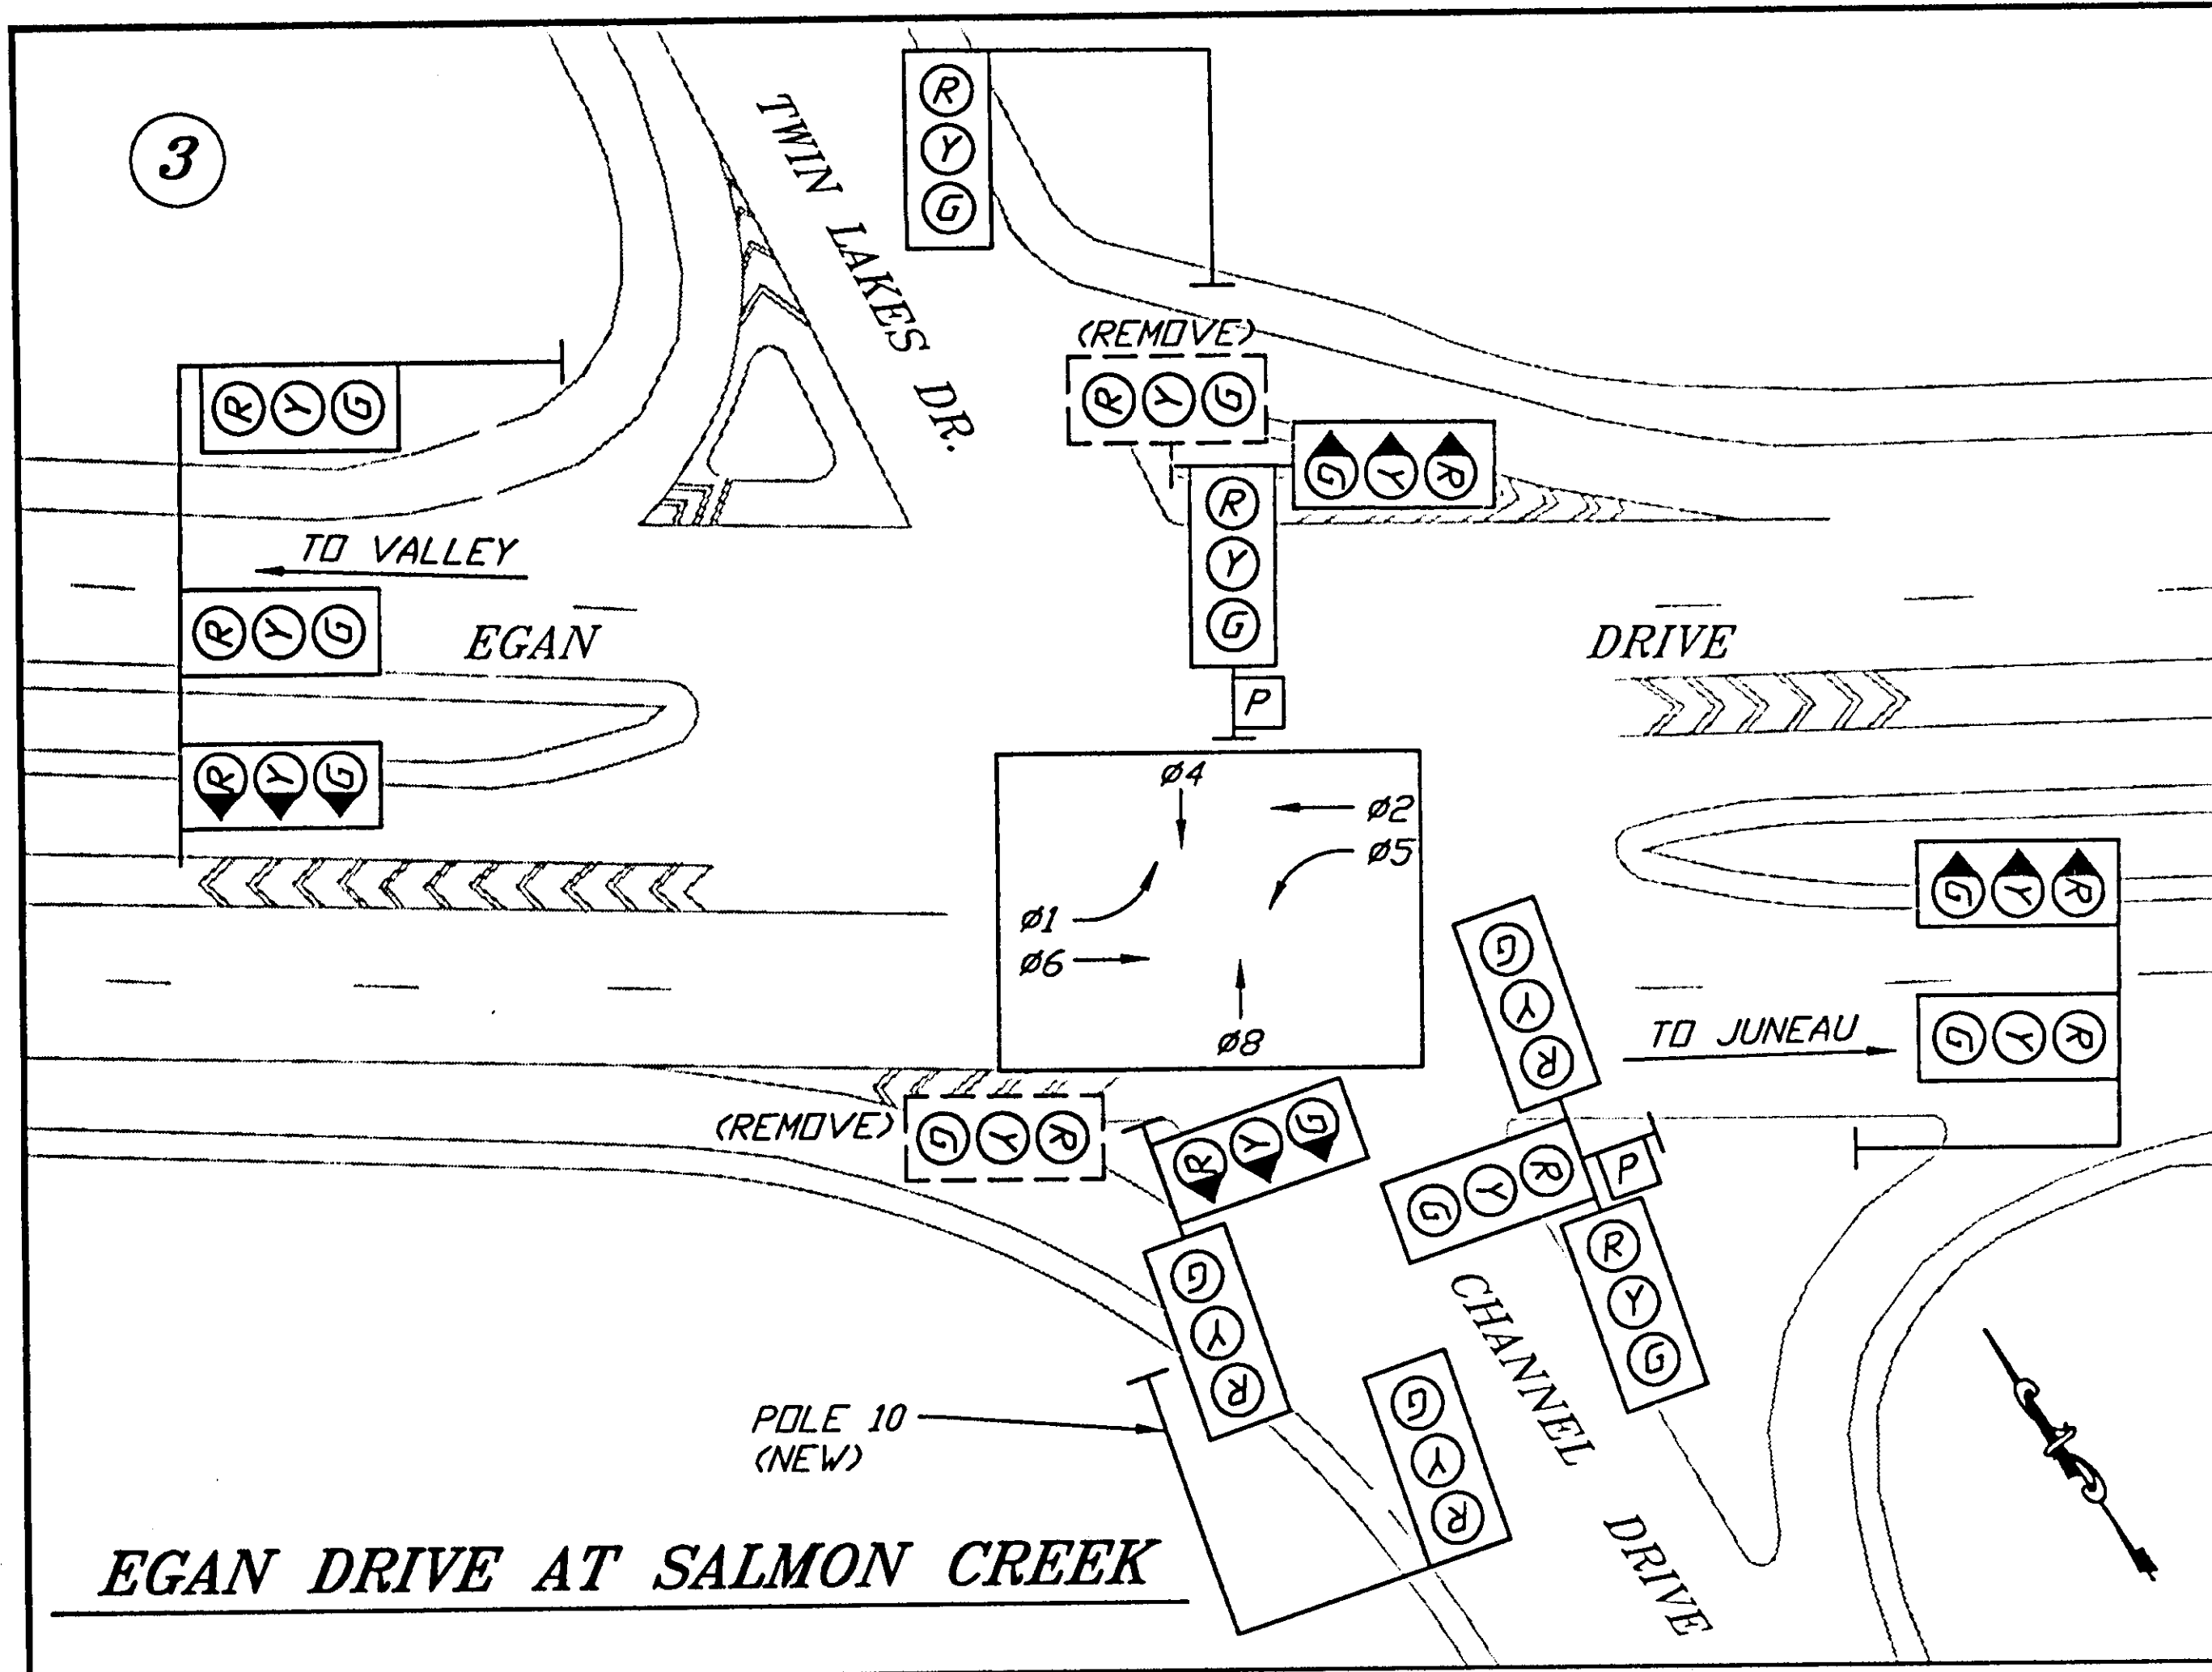 3
TWIN LAKES DR.
R
Y
G
(REMOVE)
R Y G
R Y G
G Y R
R
Y
G
TO VALLEY
R Y G
EGAN
DRIVE
P
R Y G
ø4
ø2
ø5
ø1
ø6
ø8
G Y R
G
Y
R
TO JUNEAU
G Y R
(REMOVE)
G Y R
R Y G
G Y R
P
G
Y
R
R
Y
G
CHANNEL DRIVE
G
Y
R
POLE 10
(NEW)
EGAN DRIVE AT SALMON CREEK